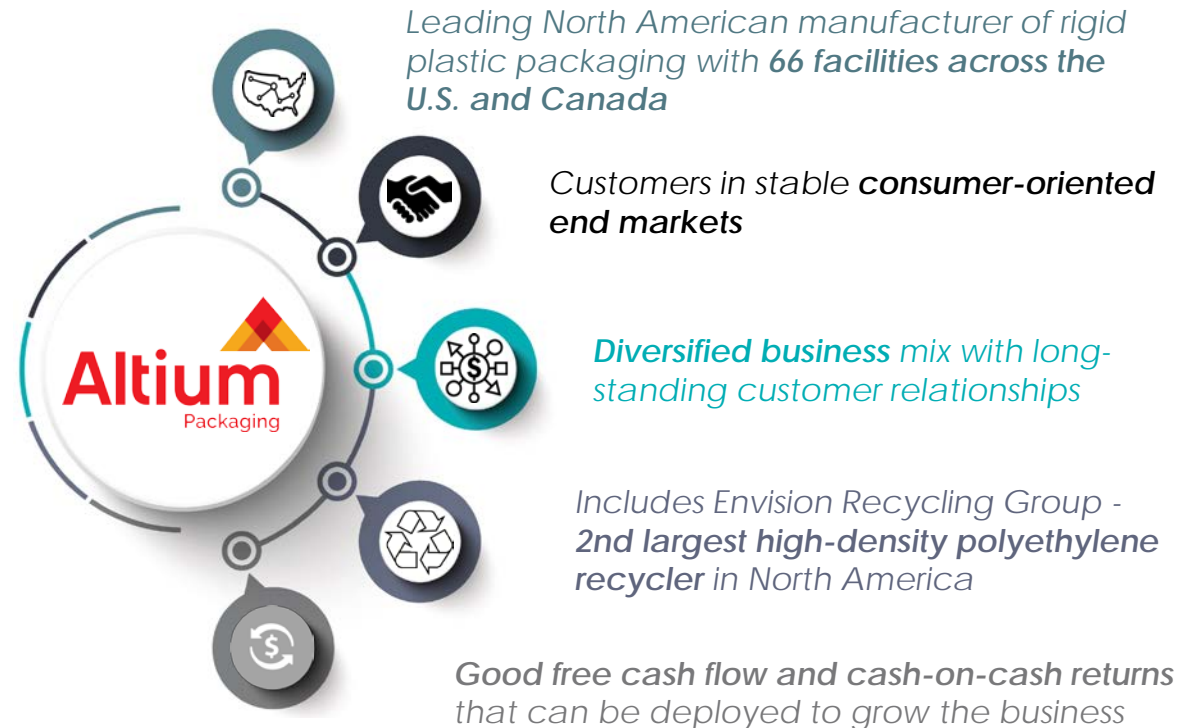 Leading North American manufacturer of rigid
plastic packaging with 66 facilities across the
U.S. and Canada
Customers in stable consumer-oriented
end markets
Altium
Packaging
$
Diversified business mix with long-
standing customer relationships
Includes Envision Recycling Group -
2nd largest high-density polyethylene
recycler in North America
$
Good free cash flow and cash-on-cash returns
that can be deployed to grow the business